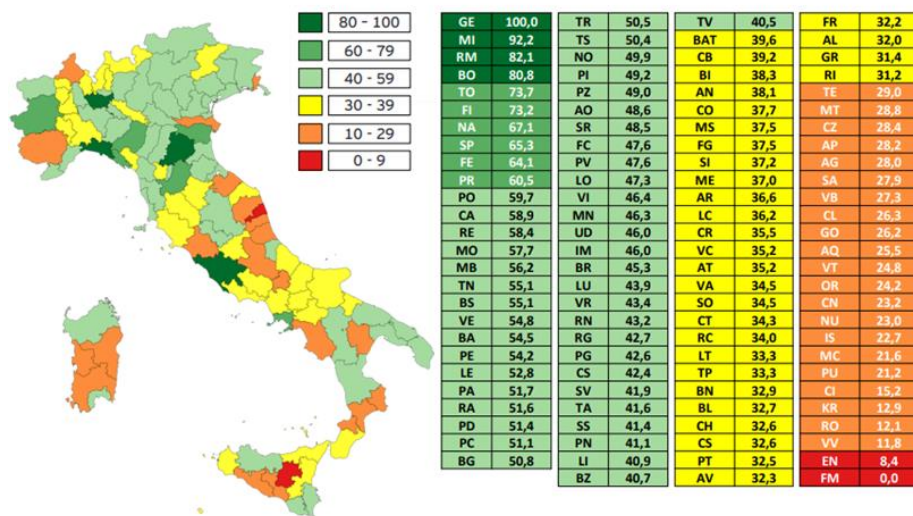 80 - 100
60 - 79
40 - 59
30 - 39
10 - 29
0 - 9
GE 100,0
MI 92,2
RM 82,1
BO 80,8
TO 73,7
FI 73,2
NA 67,1
SP 65,3
FE 64,1
PR 60,5
PO 59,7
CA 58,9
RE 58,4
MO 57,7
MB 56,2
TN 55,1
BS 55,1
VE 54,8
BA 54,5
PE 54,2
LE 52,8
PA 51,7
RA 51,6
PD 51,4
PC 51,1
BG 50,8
TR 50,5
TS 50,4
NO 49,9
PI 49,2
PZ 49,0
AO 48,6
SR 48,5
FC 47,6
PV 47,6
LO 47,3
VI 46,4
MN 46,3
UD 46,0
IM 46,0
BR 45,3
LU 43,9
VR 43,4
RN 43,2
RG 42,7
PG 42,6
CS 42,4
SV 41,9
TA 41,6
SS 41,4
PN 41,1
LI 40,9
BZ 40,7
TV 40,5
BAT 39,6
CB 39,2
BI 38,3
AN 38,1
CO 37,7
MS 37,5
FG 37,5
SI 37,2
ME 37,0
AR 36,6
LC 36,2
CR 35,5
VC 35,2
AT 35,2
VA 34,5
SO 34,5
CT 34,3
RC 34,0
LT 33,3
TP 33,3
BN 32,9
BL 32,7
CH 32,6
CS 32,6
PT 32,5
AV 32,3
FR 32,2
AL 32,0
GR 31,4
RI 31,2
TE 29,0
MT 28,8
CZ 28,4
AP 28,2
AG 28,0
SA 27,9
VB 27,3
CL 26,3
GO 26,2
AQ 25,5
VT 24,8
OR 24,2
CN 23,2
NU 23,0
IS 22,7
MC 21,6
PU 21,2
CI 15,2
KR 12,9
RO 12,1
VV 11,8
EN 8,4
FM 0,0